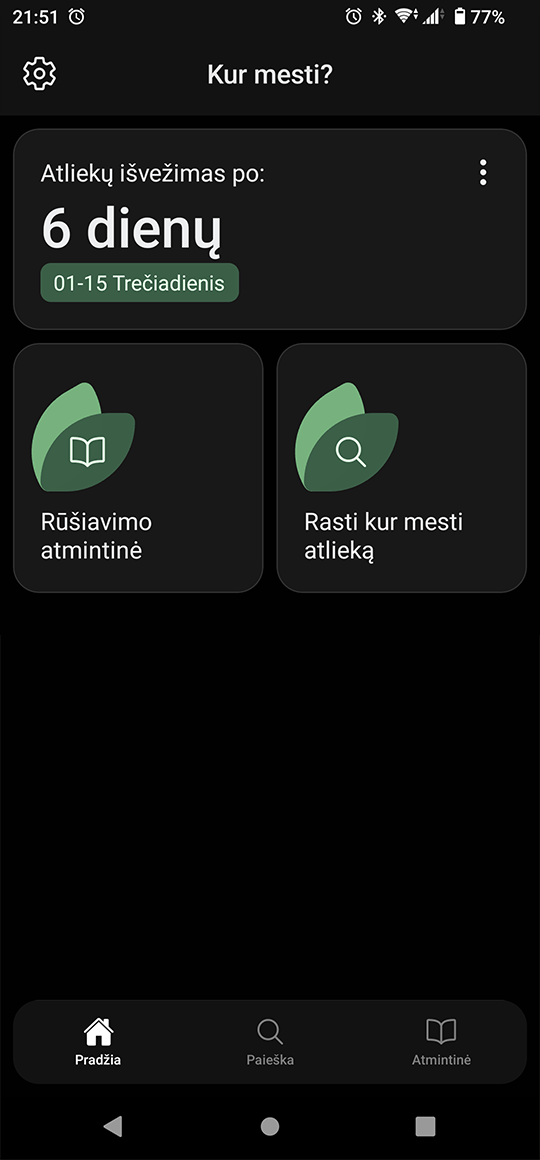 21:51
77%
Kur mesti?
Atliekų išvežimas po:
6 dienų
01-15 Trečiadienis
Rūšiavimo
atmintinė
Rasti kur mesti
atlieką
Pradžia
Paieška
Atmintinė